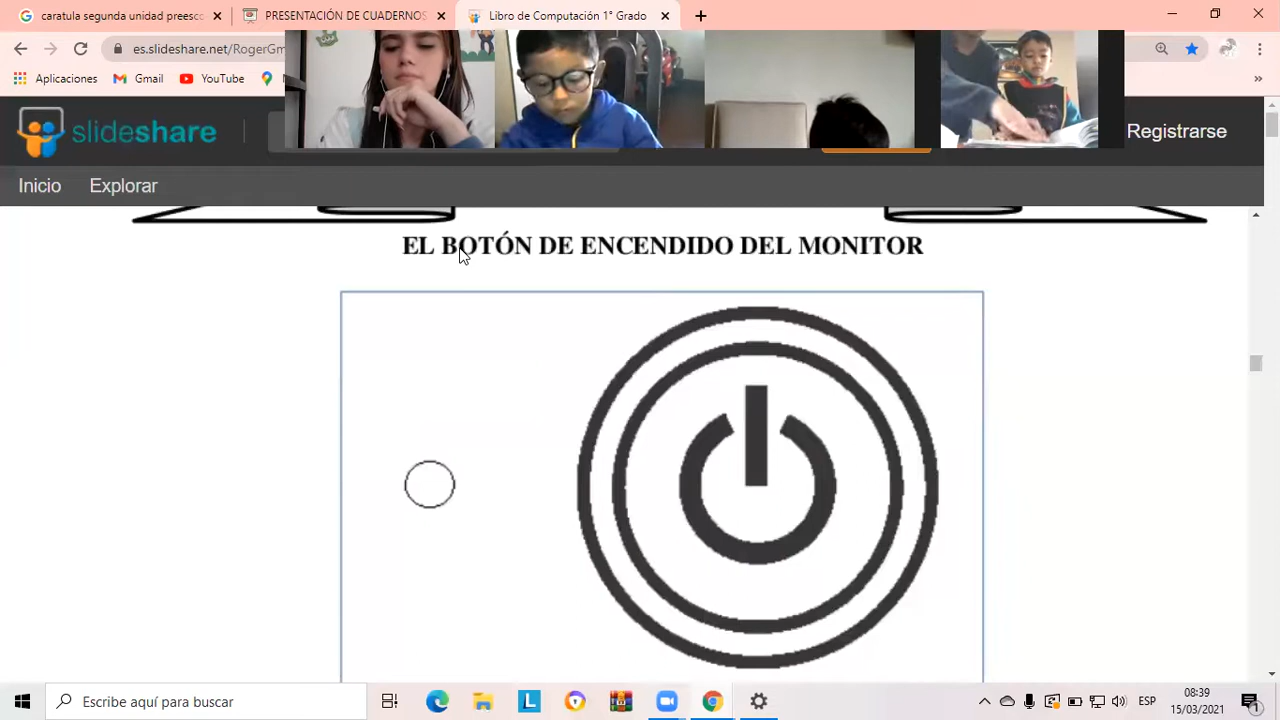 caratula segunda unidad preesco
PRESENTACIÓN DE CUADERNOS
Libro de Computación 1° Grado
es.slideshare.net/RogerGm
Aplicaciones
Gmail
YouTube
slideshare
Registrarse
Inicio
Explorar
EL BOTÓN DE ENCENDIDO DEL MONITOR
Escribe aquí para buscar
L
ESP
08:39
15/03/2021
1